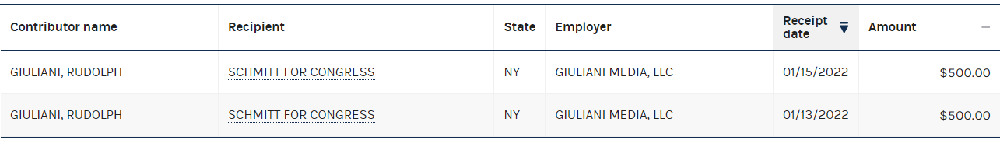 Contributor name Recipient State Employer Receipt date Amount
GIULIANI, RUDOLPH SCHMITT FOR CONGRESS NY GIULIANI MEDIA, LLC 01/15/2022 $500.00
GIULIANI, RUDOLPH SCHMITT FOR CONGRESS NY GIULIANI MEDIA, LLC 01/13/2022 $500.00